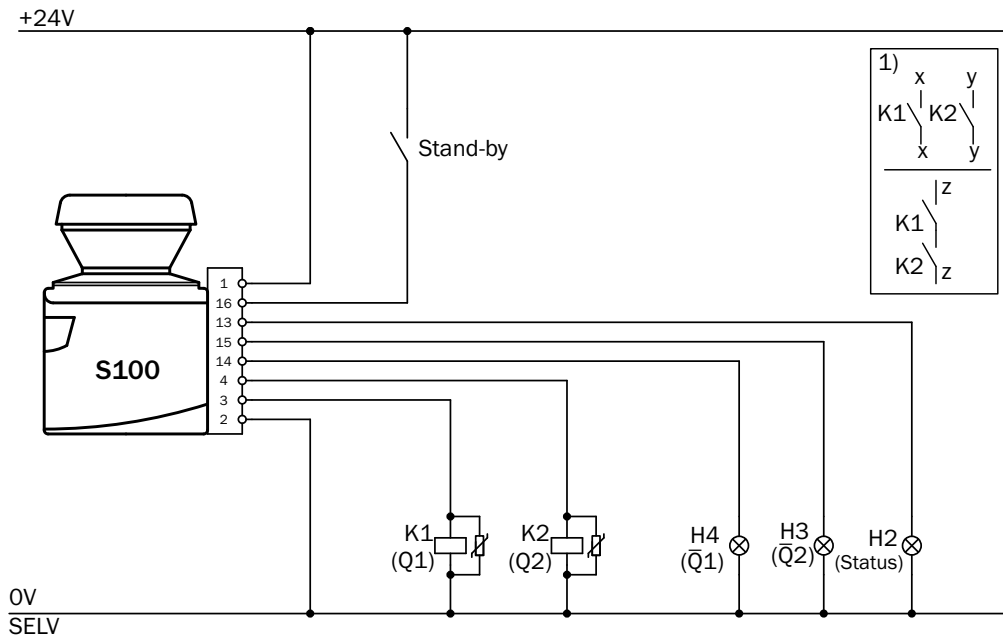 +24V
1)
x y
K1 K2
x y
z
K1
K2
z
Stand-by
S100
1
16
13
15
14
4
3
2
K1
(Q1)
K2
(Q2)
H4
(Q̅1)
H3
(Q̅2)
H2
(Status)
0V
SELV